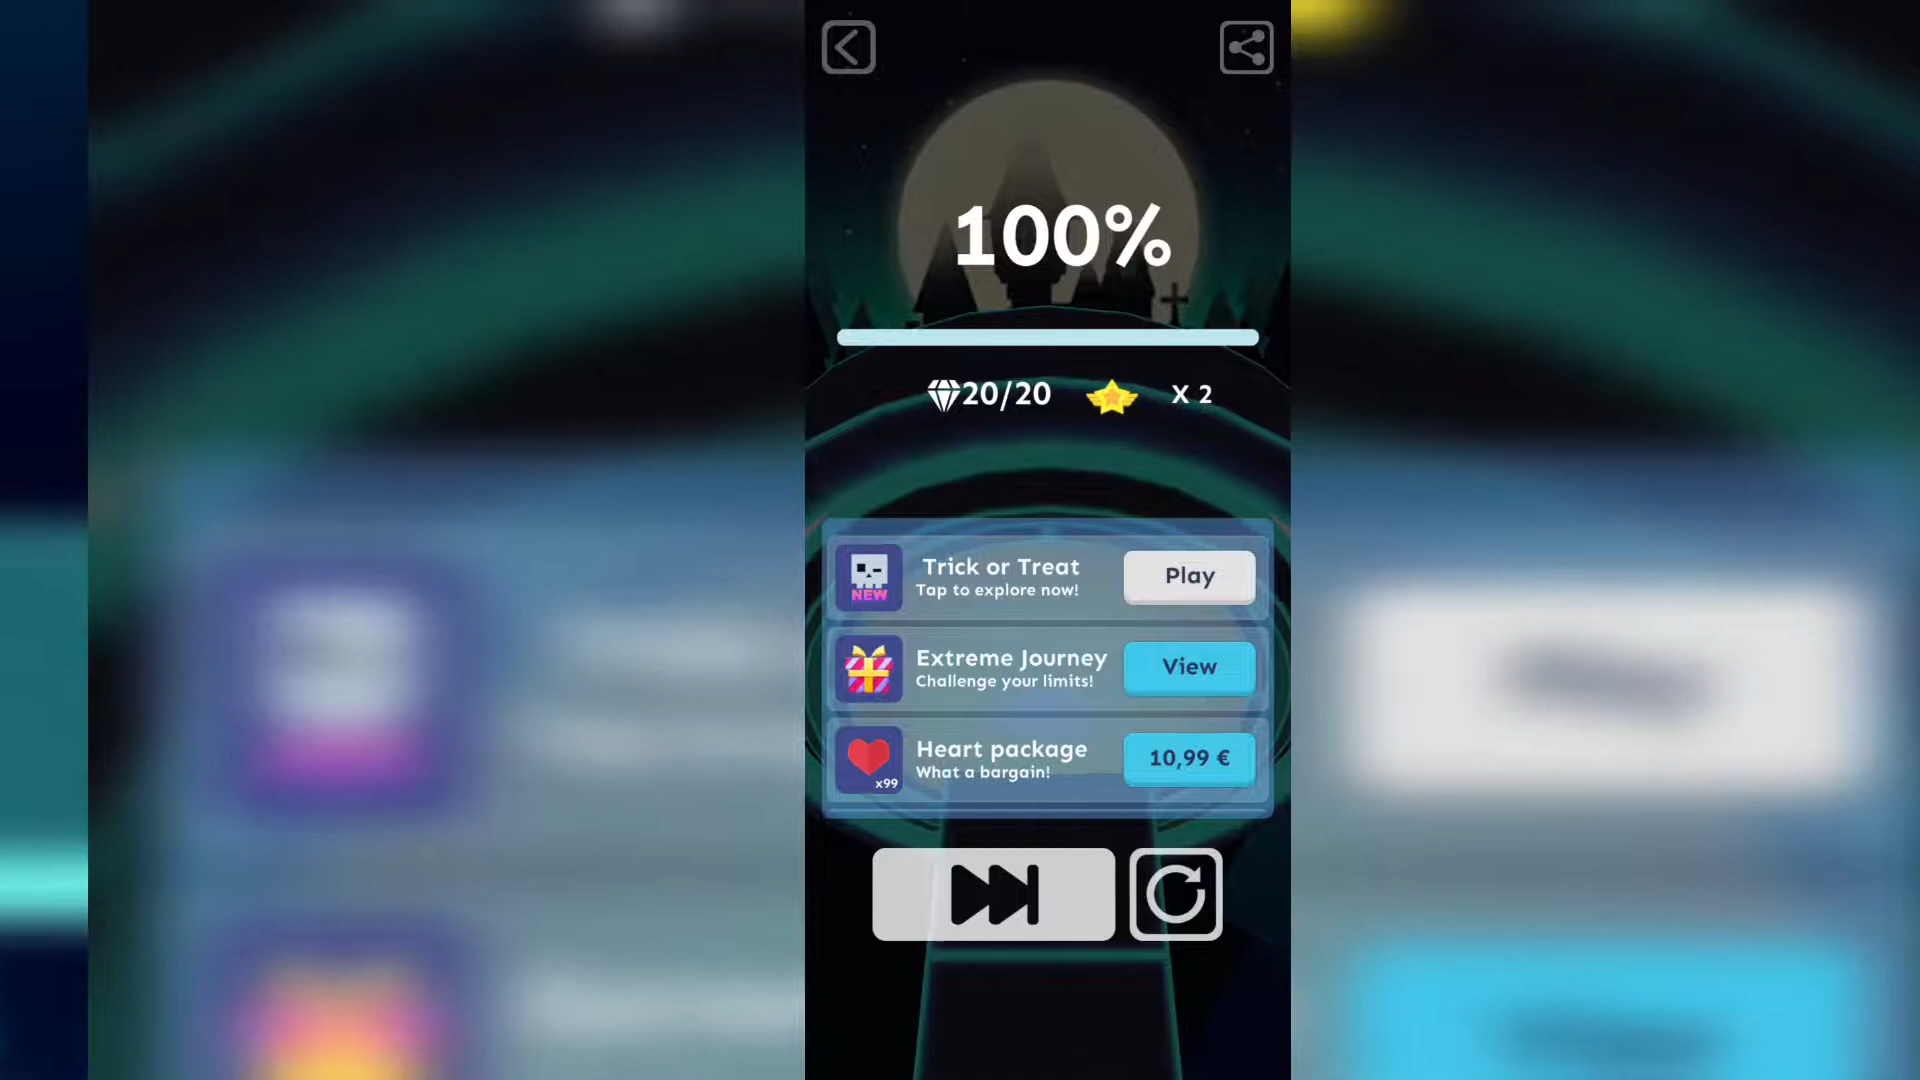 100%
20/20 X 2
NEW
Trick or Treat
Tap to explore now!
Play
Extreme Journey
Challenge your limits!
View
x99
Heart package
What a bargain!
10,99 €